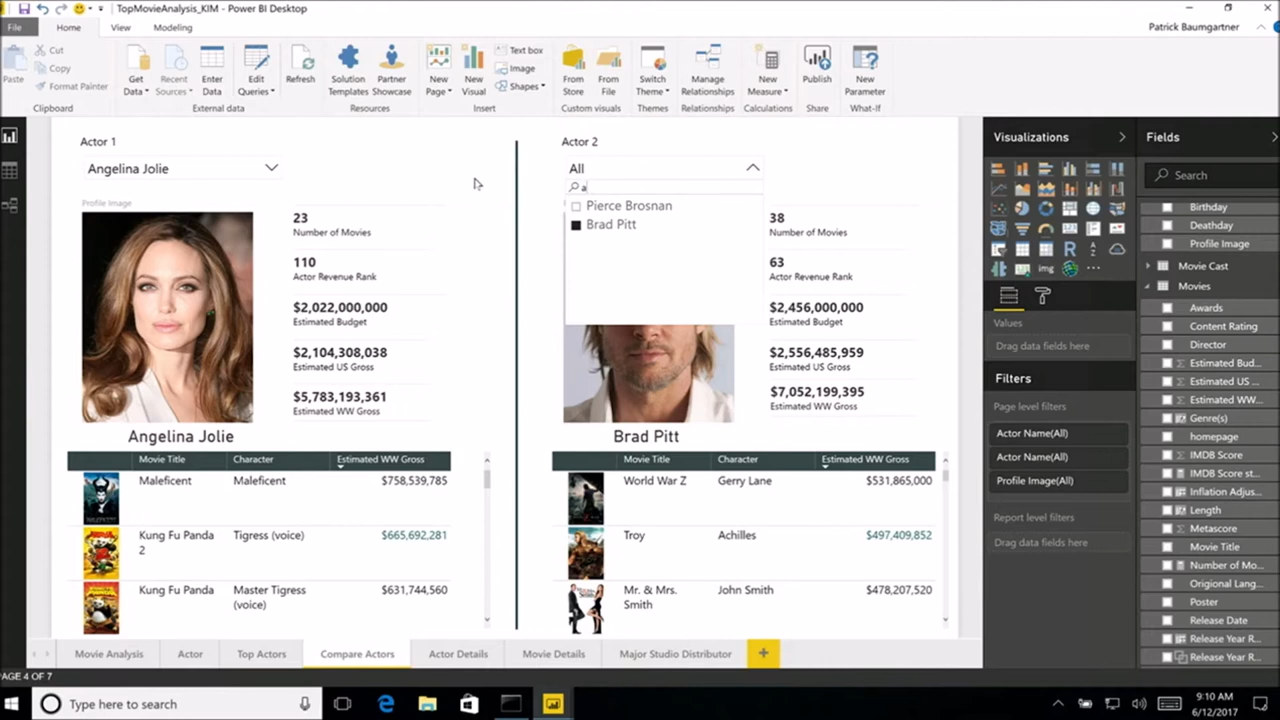 TopMovieAnalysis_KIM - Power BI Desktop
File
Home
View
Modeling
Patrick Baumgartner
Paste
Cut
Copy
Format Painter
Clipboard
Get Data
Recent Sources
Enter Data
Edit Queries
External data
Refresh
Solution Templates
Partner Showcase
Resources
New Page
New Visual
Text box
Image
Shapes
Insert
From Store
From File
Custom visuals
Switch Theme
Themes
Manage Relationships
Relationships
New Measure
Calculations
Publish
Share
New Parameter
What-If
Actor 1
Angelina Jolie
Profile Image
23
Number of Movies
110
Actor Revenue Rank
$2,022,000,000
Estimated Budget
$2,104,308,038
Estimated US Gross
$5,783,193,361
Estimated WW Gross
Angelina Jolie
Movie Title Character Estimated WW Gross
Maleficent Maleficent $758,539,785
Kung Fu Panda 2 Tigress (voice) $665,692,281
Kung Fu Panda Master Tigress (voice) $631,744,560
Actor 2
All
a
Pierce Brosnan
Brad Pitt
38
Number of Movies
63
Actor Revenue Rank
$2,456,000,000
Estimated Budget
$2,556,485,959
Estimated US Gross
$7,052,199,395
Estimated WW Gross
Brad Pitt
Movie Title Character Estimated WW Gross
World War Z Gerry Lane $531,865,000
Troy Achilles $497,409,852
Mr. & Mrs. Smith John Smith $478,207,520
Visualizations
R
img
Values
Drag data fields here
Filters
Page level filters
Actor Name(All)
Actor Name(All)
Profile Image(All)
Report level filters
Drag data fields here
Fields
Search
Birthday
Deathday
Profile Image
Movie Cast
Movies
Awards
Content Rating
Director
Estimated Bud...
Estimated US ...
Estimated WW...
Genre(s)
homepage
IMDB Score
IMDB Score st...
Inflation Adjus...
Length
Metascore
Movie Title
Number of Mo...
Origional Lang...
Poster
Release Date
Release Year R...
Release Year R...
Movie Analysis
Actor
Top Actors
Compare Actors
Actor Details
Movie Details
Major Studio Distributor
PAGE 4 OF 7
Type here to search
9:10 AM
6/12/2017